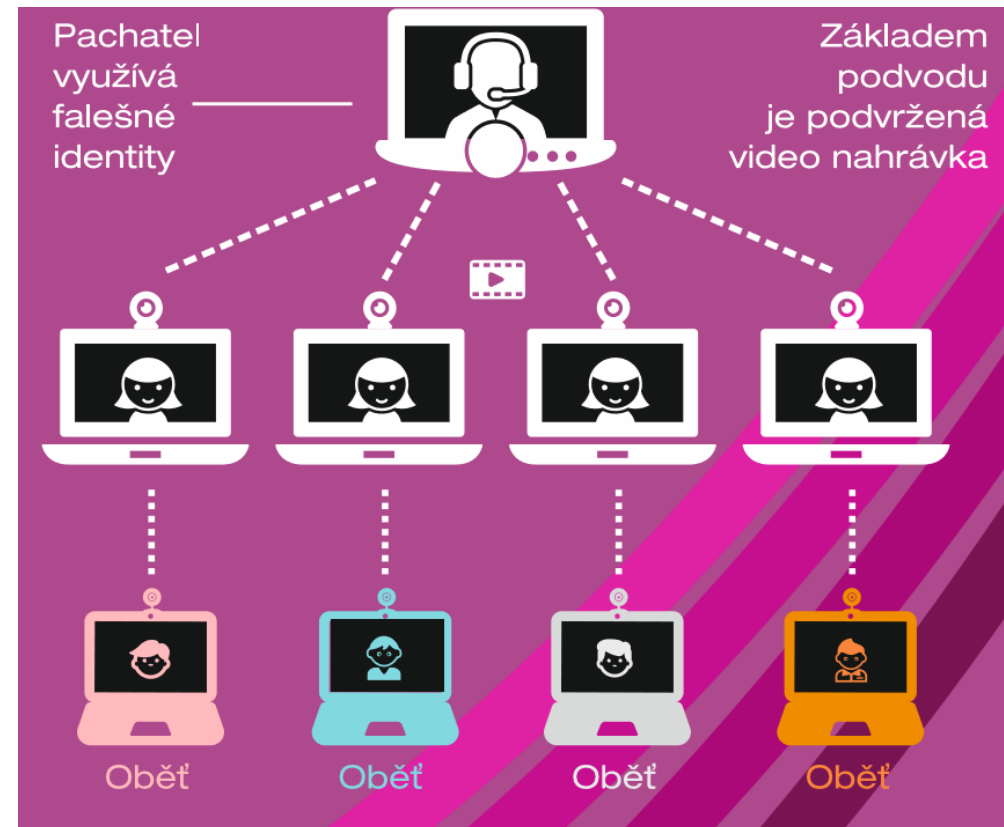 Pachatel
využívá
falešné
identity
Základem
podvodu
je podvržená
video nahrávka
Oběť
Oběť
Oběť
Oběť